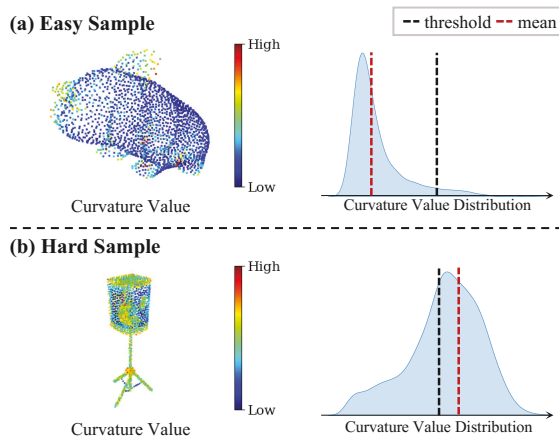 (a) Easy Sample
threshold mean
High
Low
Curvature Value
Curvature Value Distribution
(b) Hard Sample
High
Low
Curvature Value
Curvature Value Distribution